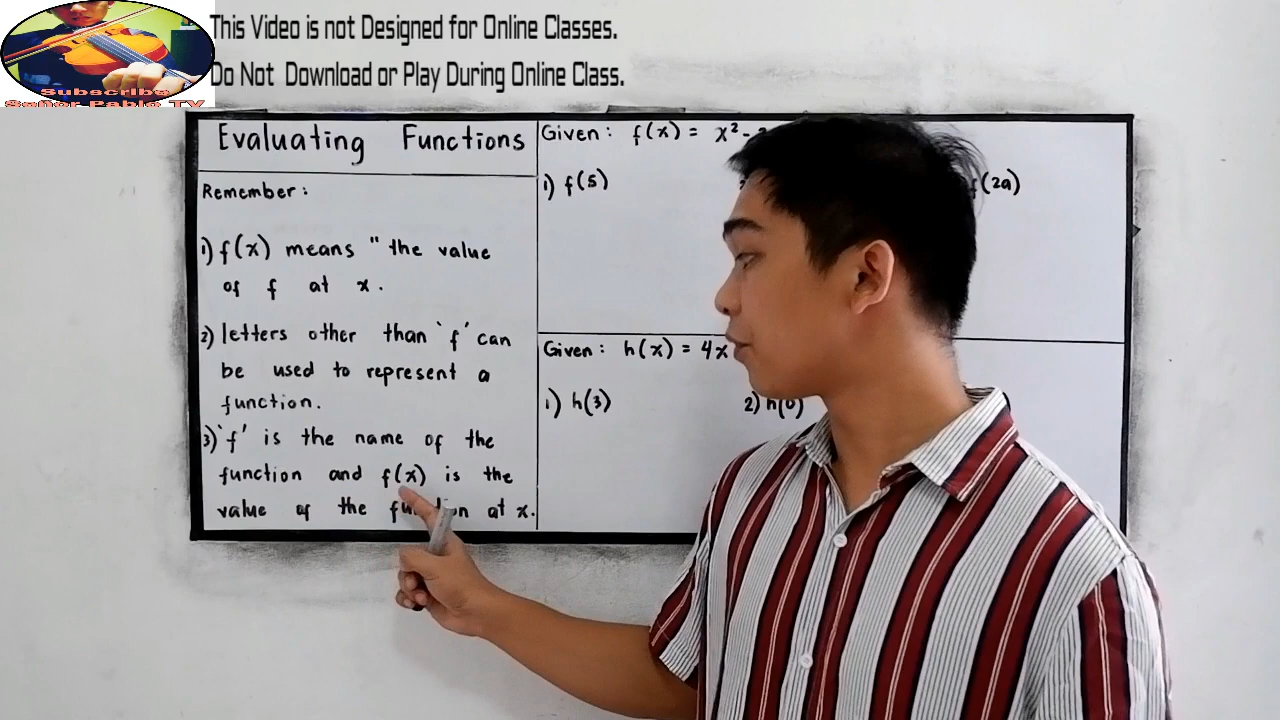 This Video is not Designed for Online Classes.
Do Not Download or Play During Online Class.
Subscribe
Señor Pablo TV
Evaluating Functions
Remember:
1) f(x) means " the value
of f at x.
2) letters other than 'f' can
be used to represent a
function.
3) 'f' is the name of the
function and f(x) is the
value of the function at x.
Given: f(x) = x² -
1) f(5)
f(2a)
Given: h(x) = 4x
1) h(3)
2) h(0)